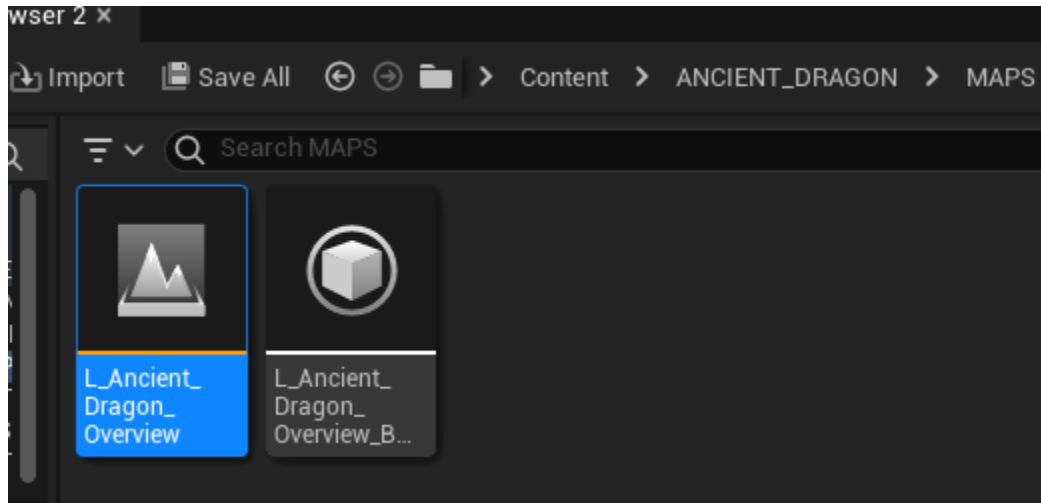 wser 2 ×
Import Save All > Content > ANCIENT_DRAGON > MAPS
Search MAPS
L_Ancient_
Dragon_
Overview
L_Ancient_
Dragon_
Overview_B...